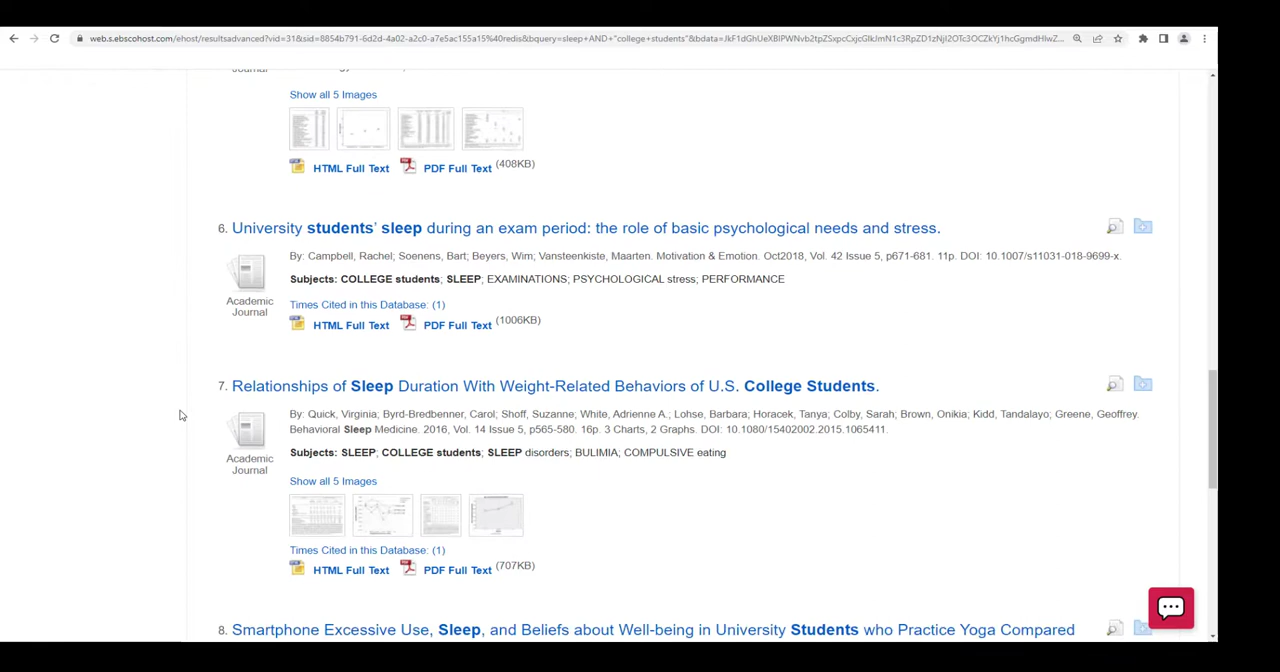 web.s.ebscohost.com/ehost/resultsadvanced?vid=31&sid=8854b791-6d2d-4a02-a2c0-a7e5ac155a15%40redis&bquery=sleep+AND+"college+students"&bdata=
Show all 5 Images
HTML Full Text PDF Full Text (408KB)
6. University students' sleep during an exam period: the role of basic psychological needs and stress.
By: Campbell, Rachel; Soenens, Bart; Beyers, Wim; Vansteenkiste, Maarten. Motivation & Emotion. Oct2018, Vol. 42 Issue 5, p671-681. 11p. DOI: 10.1007/s11031-018-9699-x.
Subjects: COLLEGE students; SLEEP; EXAMINATIONS; PSYCHOLOGICAL stress; PERFORMANCE
Academic
Journal
Times Cited in this Database: (1)
HTML Full Text PDF Full Text (1006KB)
7. Relationships of Sleep Duration With Weight-Related Behaviors of U.S. College Students.
By: Quick, Virginia; Byrd-Bredbenner, Carol; Shoff, Suzanne; White, Adrienne A.; Lohse, Barbara; Horacek, Tanya; Colby, Sarah; Brown, Onikia; Kidd, Tandalayo; Greene, Geoffrey.
Behavioral Sleep Medicine. 2016, Vol. 14 Issue 5, p565-580. 16p. 3 Charts, 2 Graphs. DOI: 10.1080/15402002.2015.1065411.
Subjects: SLEEP; COLLEGE students; SLEEP disorders; BULIMIA; COMPULSIVE eating
Academic
Journal
Show all 5 Images
Times Cited in this Database: (1)
HTML Full Text PDF Full Text (707KB)
8. Smartphone Excessive Use, Sleep, and Beliefs about Well-being in University Students who Practice Yoga Compared